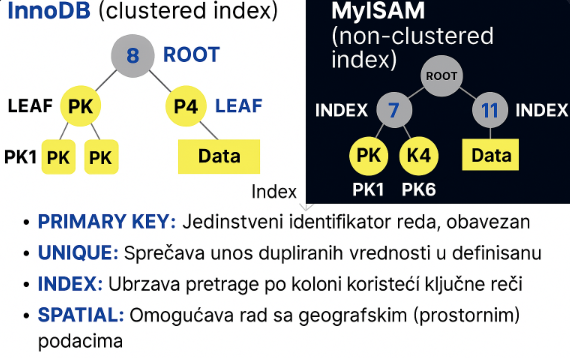 InnoDB (clustered index)
8 ROOT
LEAF PK P4 LEAF
PK1 PK PK Data
MyISAM
(non-clustered
index)
ROOT
INDEX 7 11 INDEX
PK K4 Data
PK1 PK6
Index
• PRIMARY KEY: Jedinstveni identifikator reda, obavezan
• UNIQUE: Sprečava unos dupliranih vrednosti u definisanu
• INDEX: Ubrzava pretrage po koloni koristeći ključne reči
• SPATIAL: Omogućava rad sa geografskim (prostornim)
podacima